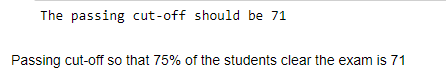 The passing cut-off should be 71
Passing cut-off so that 75% of the students clear the exam is 71